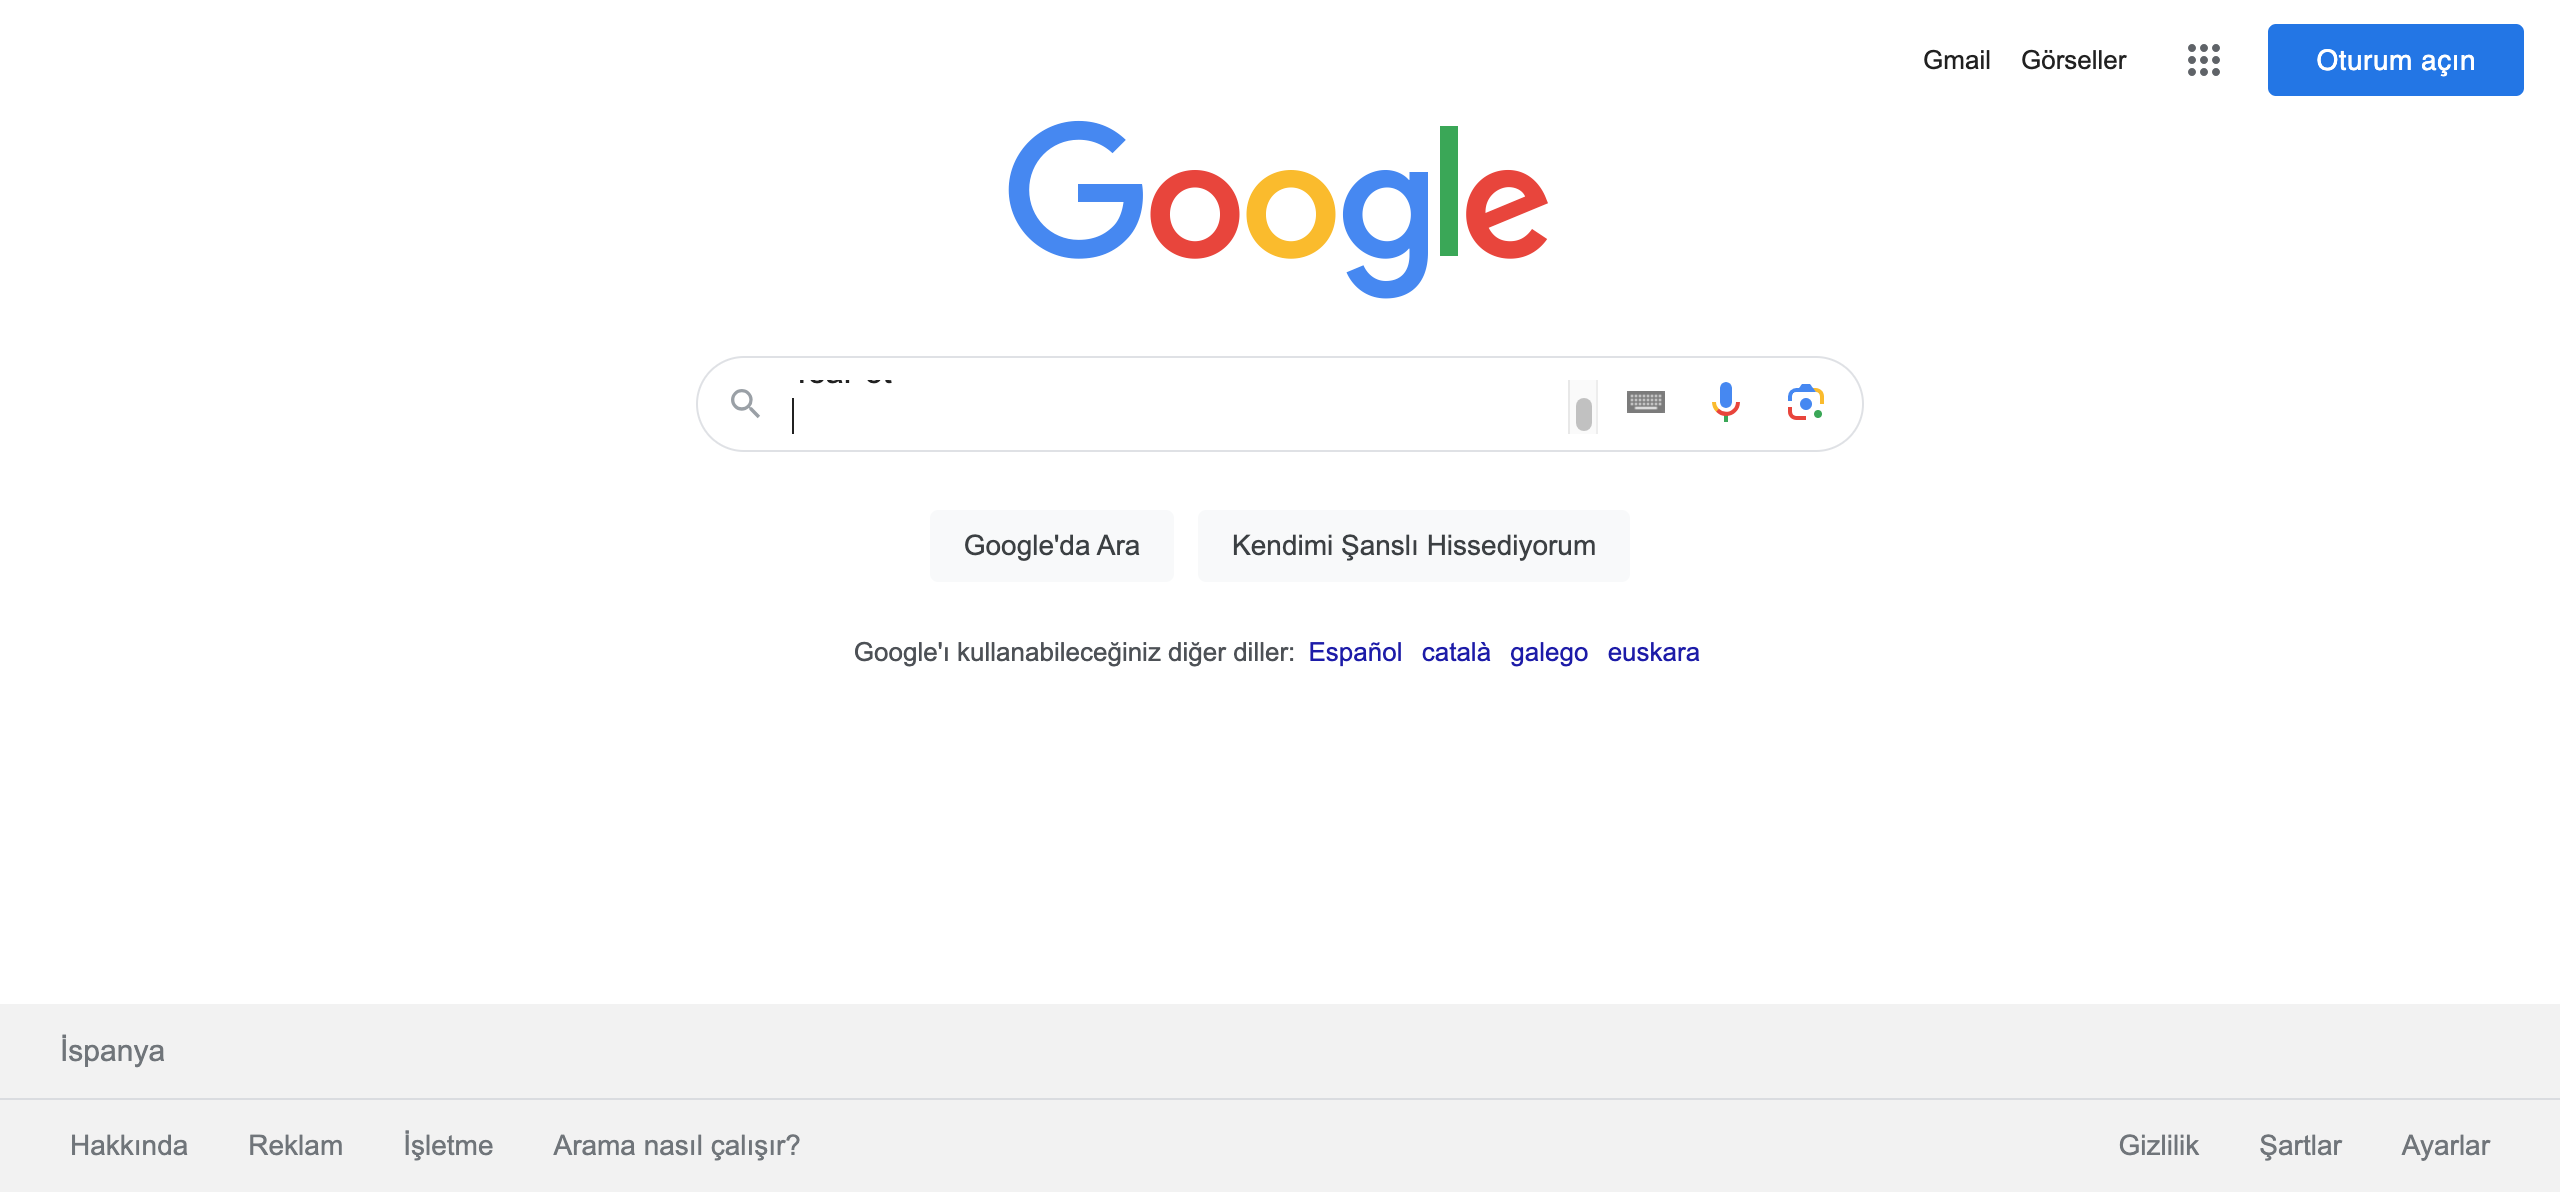 Gmail Görseller Oturum açın
Google
Google'da Ara Kendimi Şanslı Hissediyorum
Google'ı kullanabileceğiniz diğer diller: Español català galego euskara
İspanya
Hakkında Reklam İşletme Arama nasıl çalışır? Gizlilik Şartlar Ayarlar